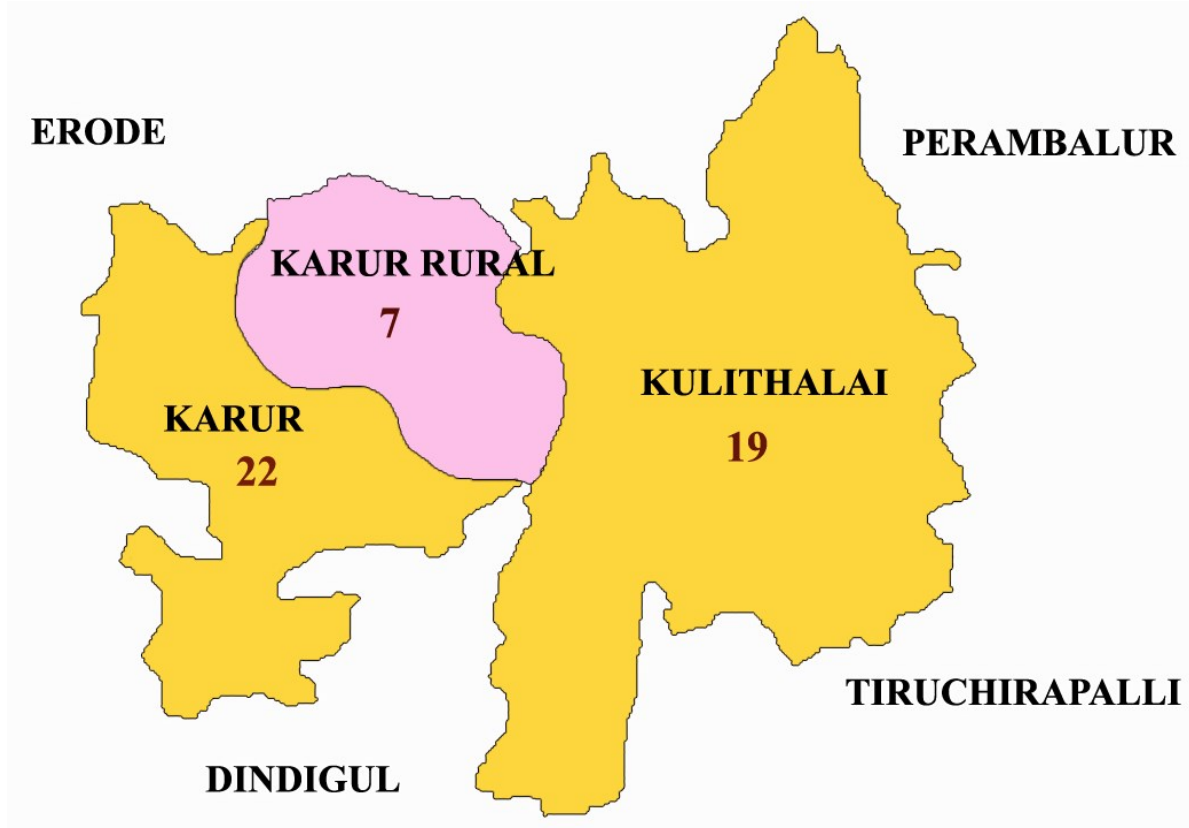 ERODE
PERAMBALUR
KARUR RURAL
7
KULITHALAI
19
KARUR
22
TIRUCHIRAPALLI
DINDIGUL